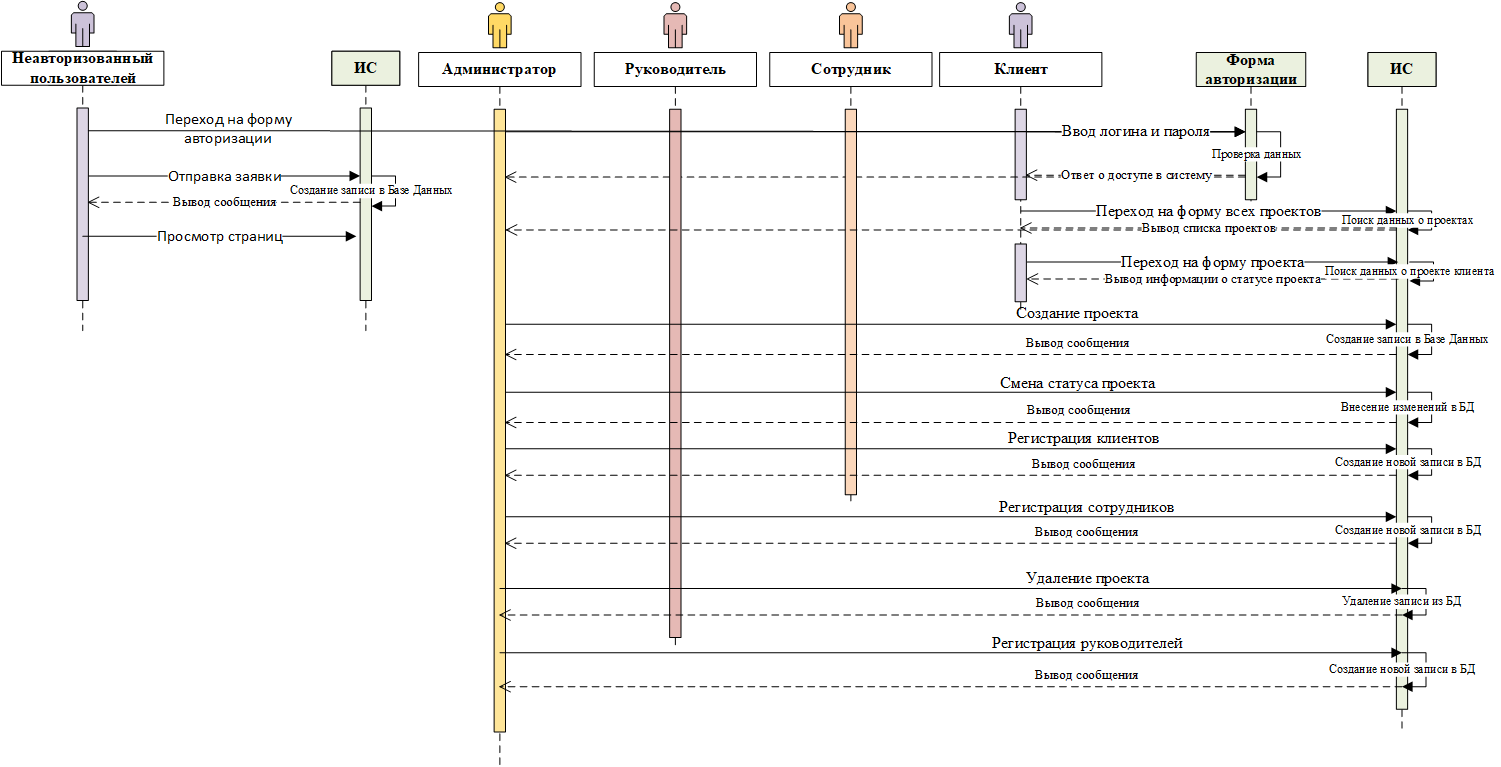 Неавторизованный
пользователей
ИС
Администратор
Руководитель
Сотрудник
Клиент
Форма
авторизации
ИС
Переход на форму
авторизации
Ввод логина и пароля
Проверка данных
Отправка заявки
Ответ о доступе в систему
Создание записи в Базе Данных
Вывод сообщения
Переход на форму всех проектов
Поиск данных о проектах
Вывод списка проектов
Просмотр страниц
Переход на форму проекта
Поиск данных о проекте клиента
Вывод информации о статусе проекта
Создание проекта
Создание записи в Базе Данных
Вывод сообщения
Смена статуса проекта
Внесение изменений в БД
Вывод сообщения
Регистрация клиентов
Создание новой записи в БД
Вывод сообщения
Регистрация сотрудников
Создание новой записи в БД
Вывод сообщения
Удаление проекта
Удаление записи из БД
Вывод сообщения
Регистрация руководителей
Создание новой записи в БД
Вывод сообщения